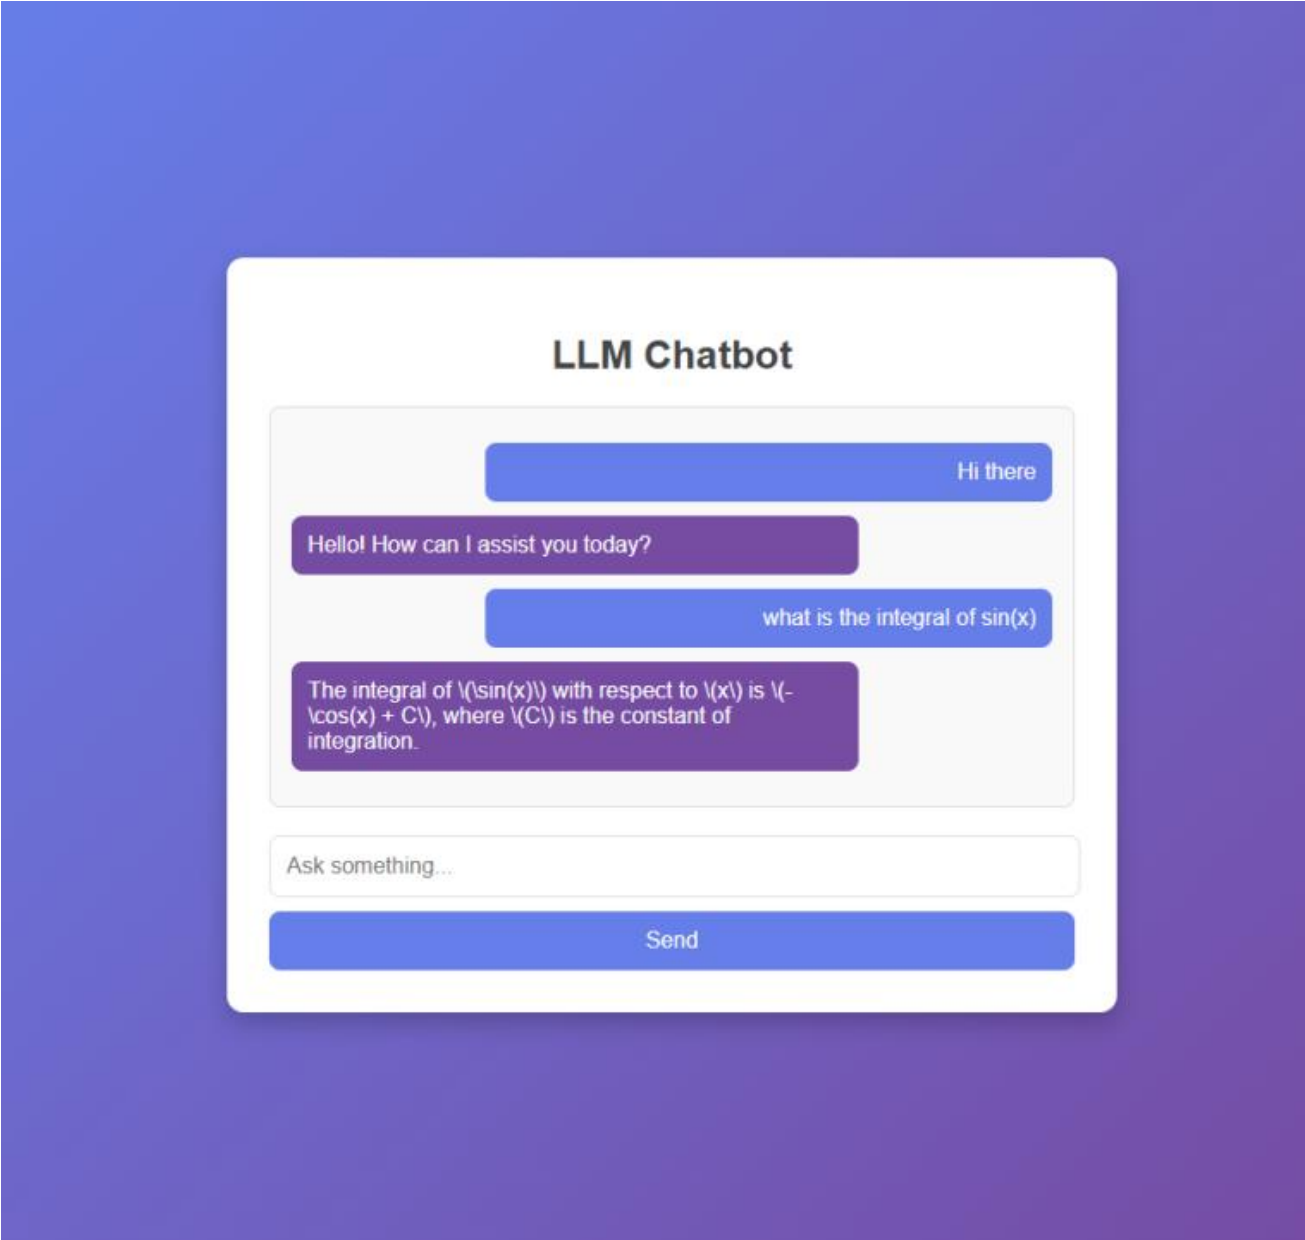 LLM Chatbot
Hi there
Hello! How can I assist you today?
what is the integral of sin(x)
The integral of \(\sin(x)\) with respect to \(x\) is \(-
\cos(x) + C\), where \(C\) is the constant of
integration.
Ask something...
Send